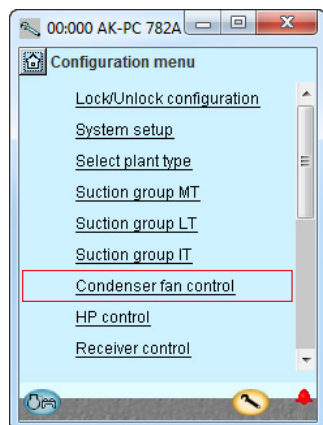 00:000 AK-PC 782A
Configuration menu
Lock/Unlock configuration
System setup
Select plant type
Suction group MT
Suction group LT
Suction group IT
Condenser fan control
HP control
Receiver control